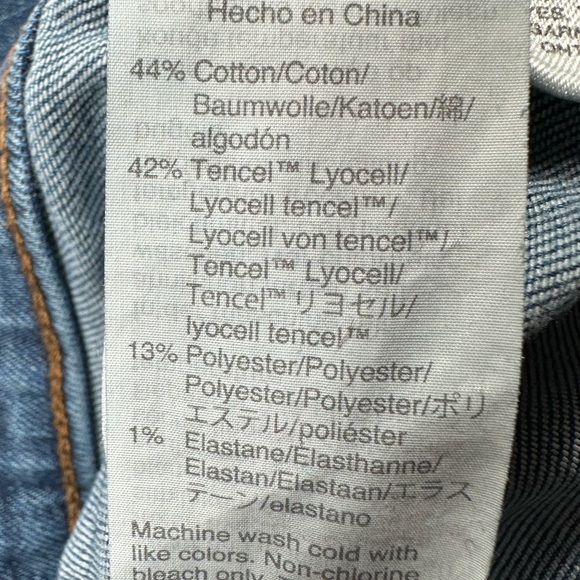 Hecho en China
44% Cotton/Coton/
Baumwolle/Katoen/綿/
algodón
42% Tencel™ Lyocell/
Lyocell tencel™/
Lyocell von tencel™/
Tencel™ Lyocell/
Tencel™ リヨセル/
lyocell tencel™
13% Polyester/Polyester/
Polyester/Polyester/ポリ
エステル/poliéster
1% Elastane/Elasthanne/
Elastan/Elastaan/エラス
テーン/elastano
Machine wash cold with
like colors. Non-chlorine
bleach only.